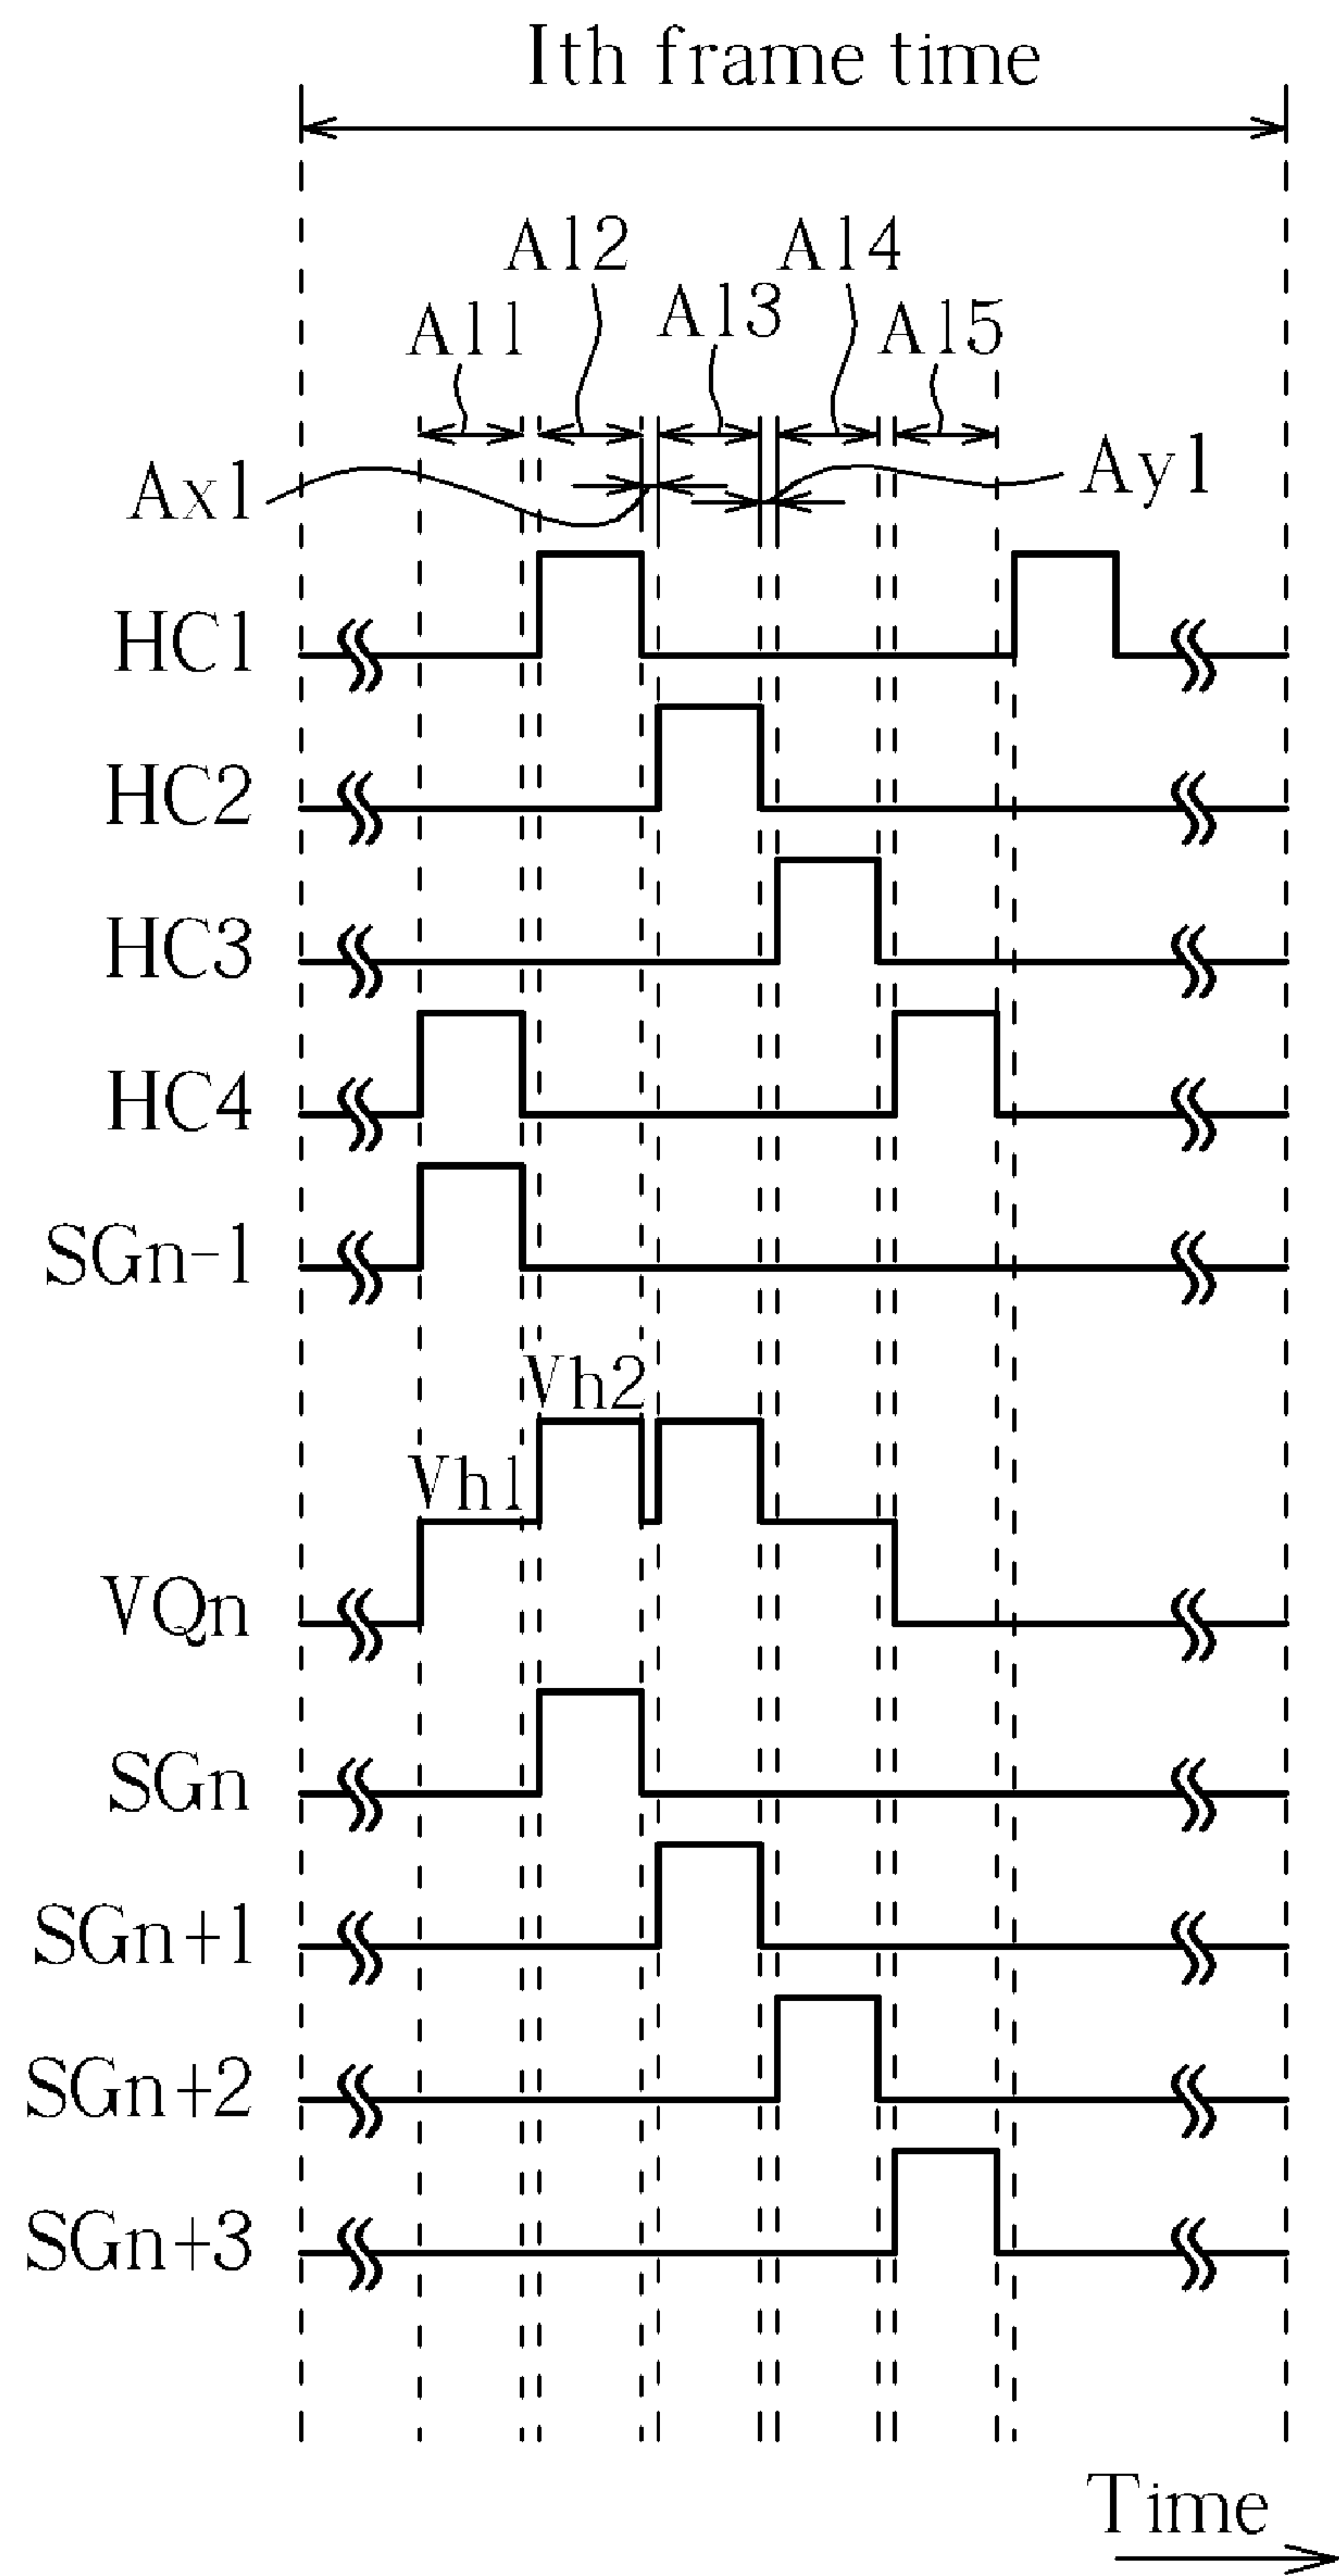 Ith frame time
A12
A14
A11
A13
A15
Ax1
Ay1
HC1
HC2
HC3
HC4
SGn-1
Vh2
Vh1
VQn
SGn
SGn+1
SGn+2
SGn+3
Time